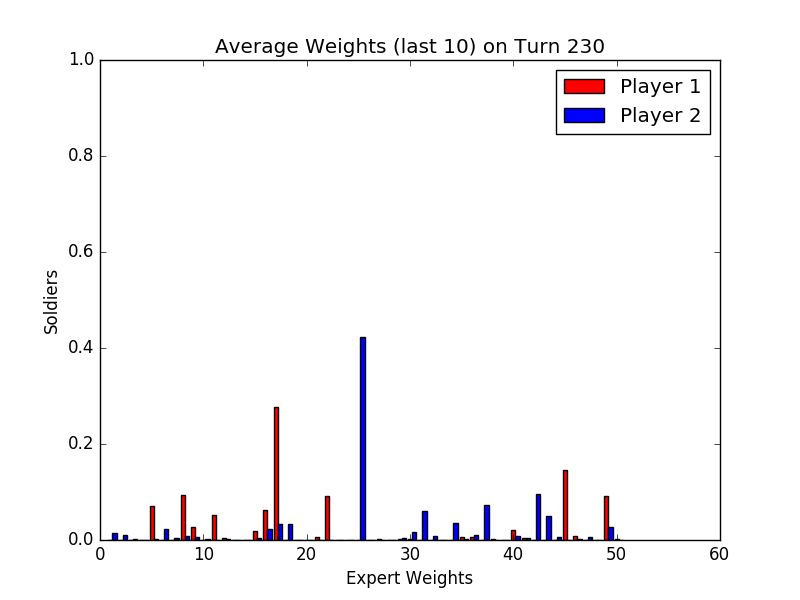 Average Weights (last 10) on Turn 230
1.0
0.8
0.6
0.4
0.2
0.0
Soldiers
Player 1
Player 2
0 10 20 30 40 50 60
Expert Weights